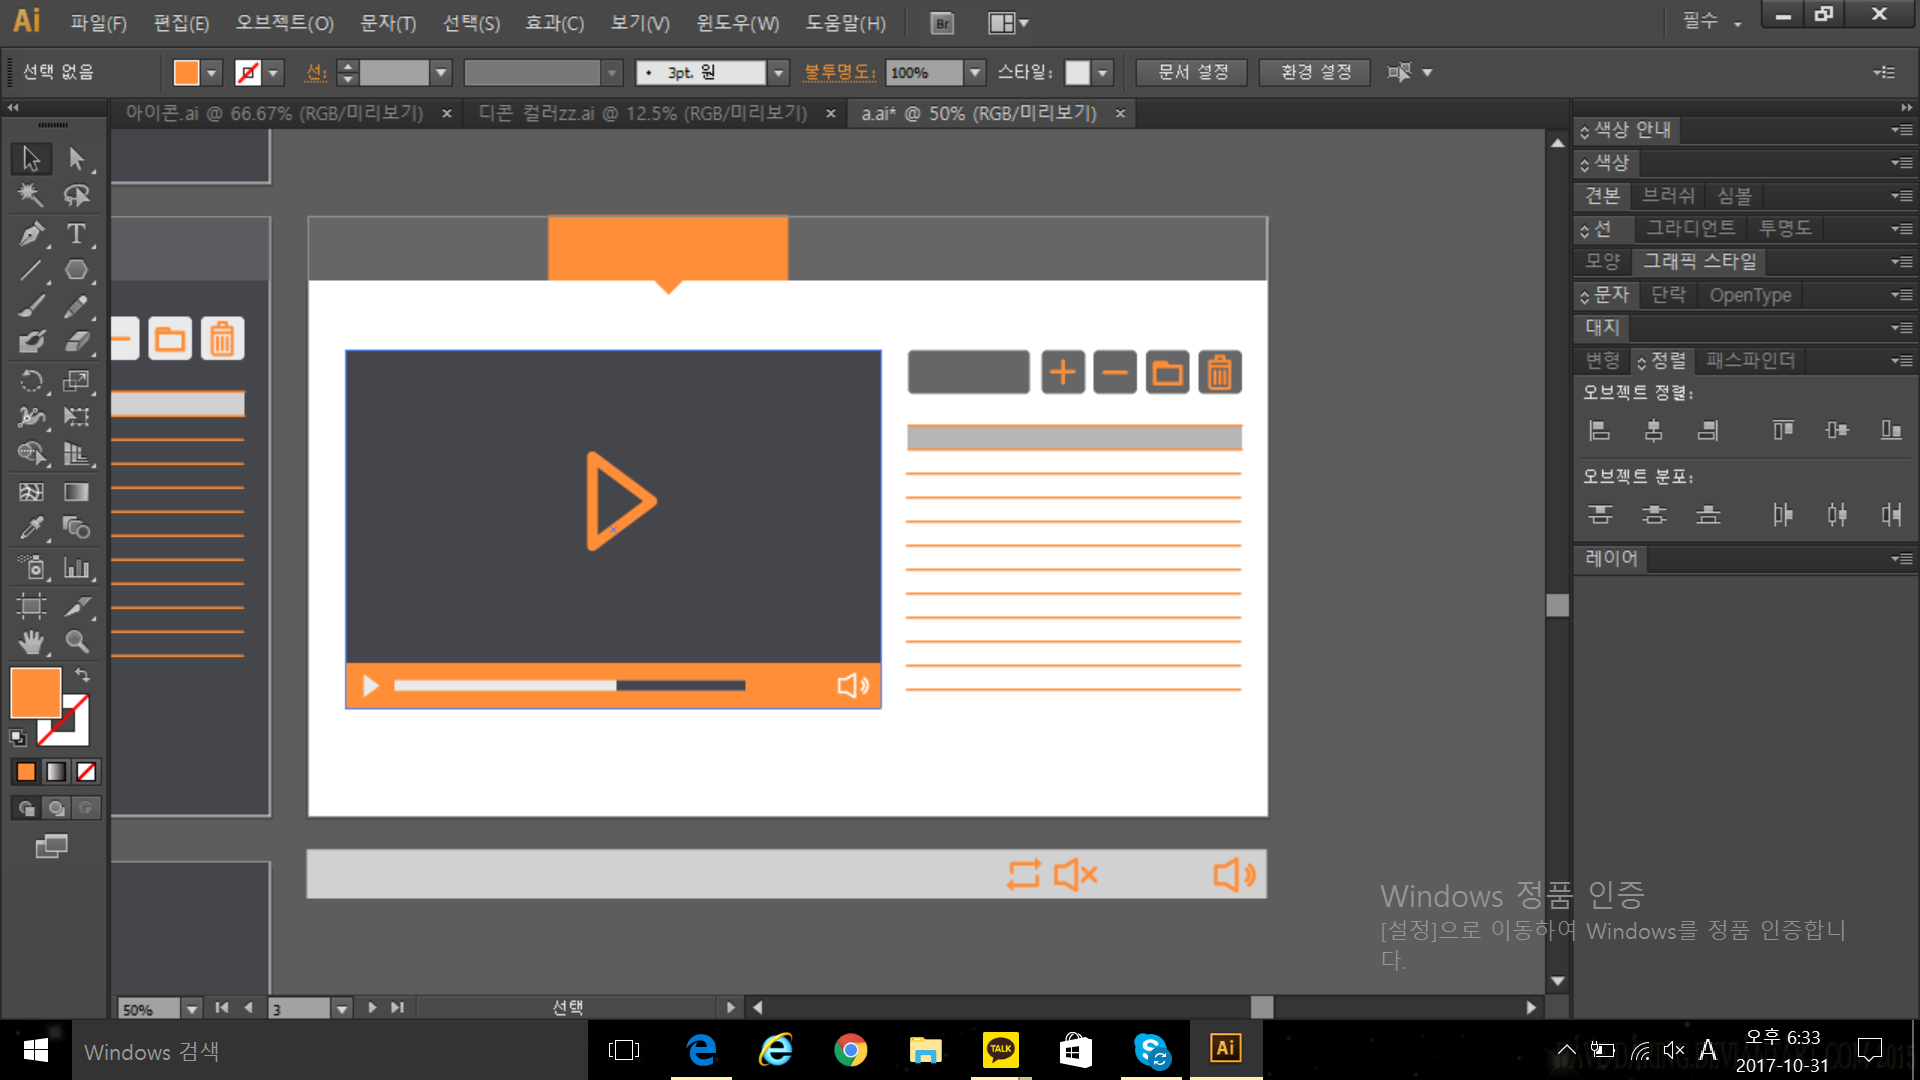 Ai 파일(F) 편집(E) 오브젝트(O) 문자(T) 선택(S) 효과(C) 보기(V) 윈도우(W) 도움말(H) Br 필수
선택 없음 선: 3pt. 원 불투명도: 100% 스타일: 문서 설정 환경 설정
아이콘.ai @ 66.67% (RGB/미리보기) × 디콘 컬러zz.ai @ 12.5% (RGB/미리보기) × a.ai* @ 50% (RGB/미리보기) ×
색상 안내
색상
견본 브러쉬 심볼
선 그라디언트 투명도
모양 그래픽 스타일
문자 단락 OpenType
대지
변형 정렬 패스파인더
오브젝트 정렬:
오브젝트 분포:
레이어
Windows 정품 인증
[설정]으로 이동하여 Windows를 정품 인증합니
다.
50% 3 선택
Windows 검색 TALK Ai A 오후 6:33
2017-10-31